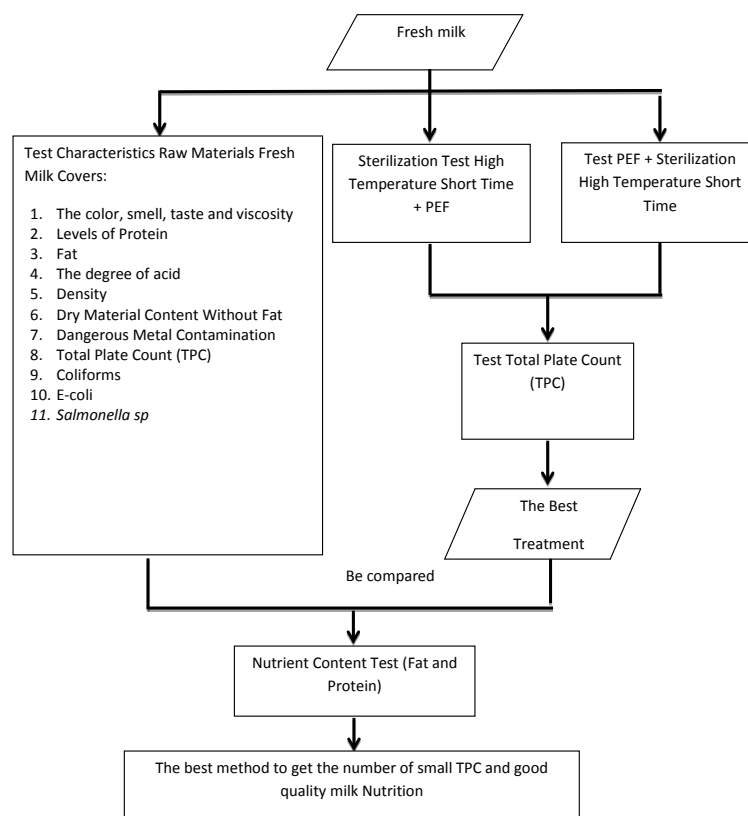 Fresh milk
Test Characteristics Raw Materials Fresh
Milk Covers:
1. The color, smell, taste and viscosity
2. Levels of Protein
3. Fat
4. The degree of acid
5. Density
6. Dry Material Content Without Fat
7. Dangerous Metal Contamination
8. Total Plate Count (TPC)
9. Coliforms
10. E-coli
11. Salmonella sp
Sterilization Test High
Temperature Short Time
+ PEF
Test PEF + Sterilization
High Temperature Short
Time
Test Total Plate Count
(TPC)
The Best
Treatment
Be compared
Nutrient Content Test (Fat and
Protein)
The best method to get the number of small TPC and good
quality milk Nutrition